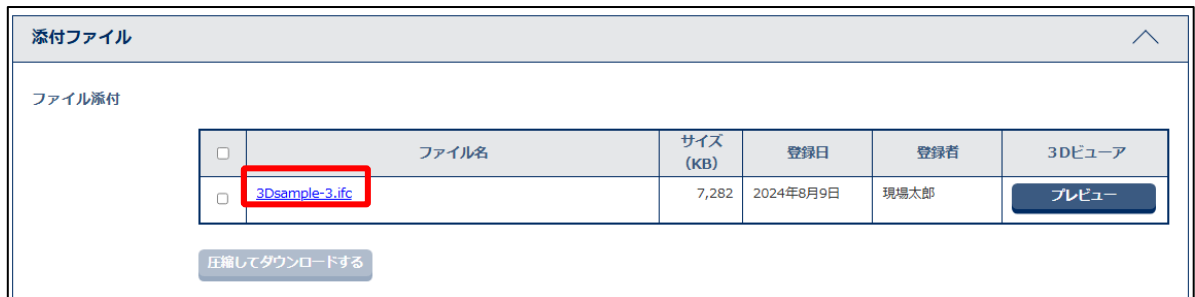 添付ファイル
ファイル添付
ファイル名
サイズ
(KB)
登録日
登録者
3Dビューア
3Dsample-3.ifc
7,282
2024年8月9日
現場太郎
プレビュー
圧縮してダウンロードする